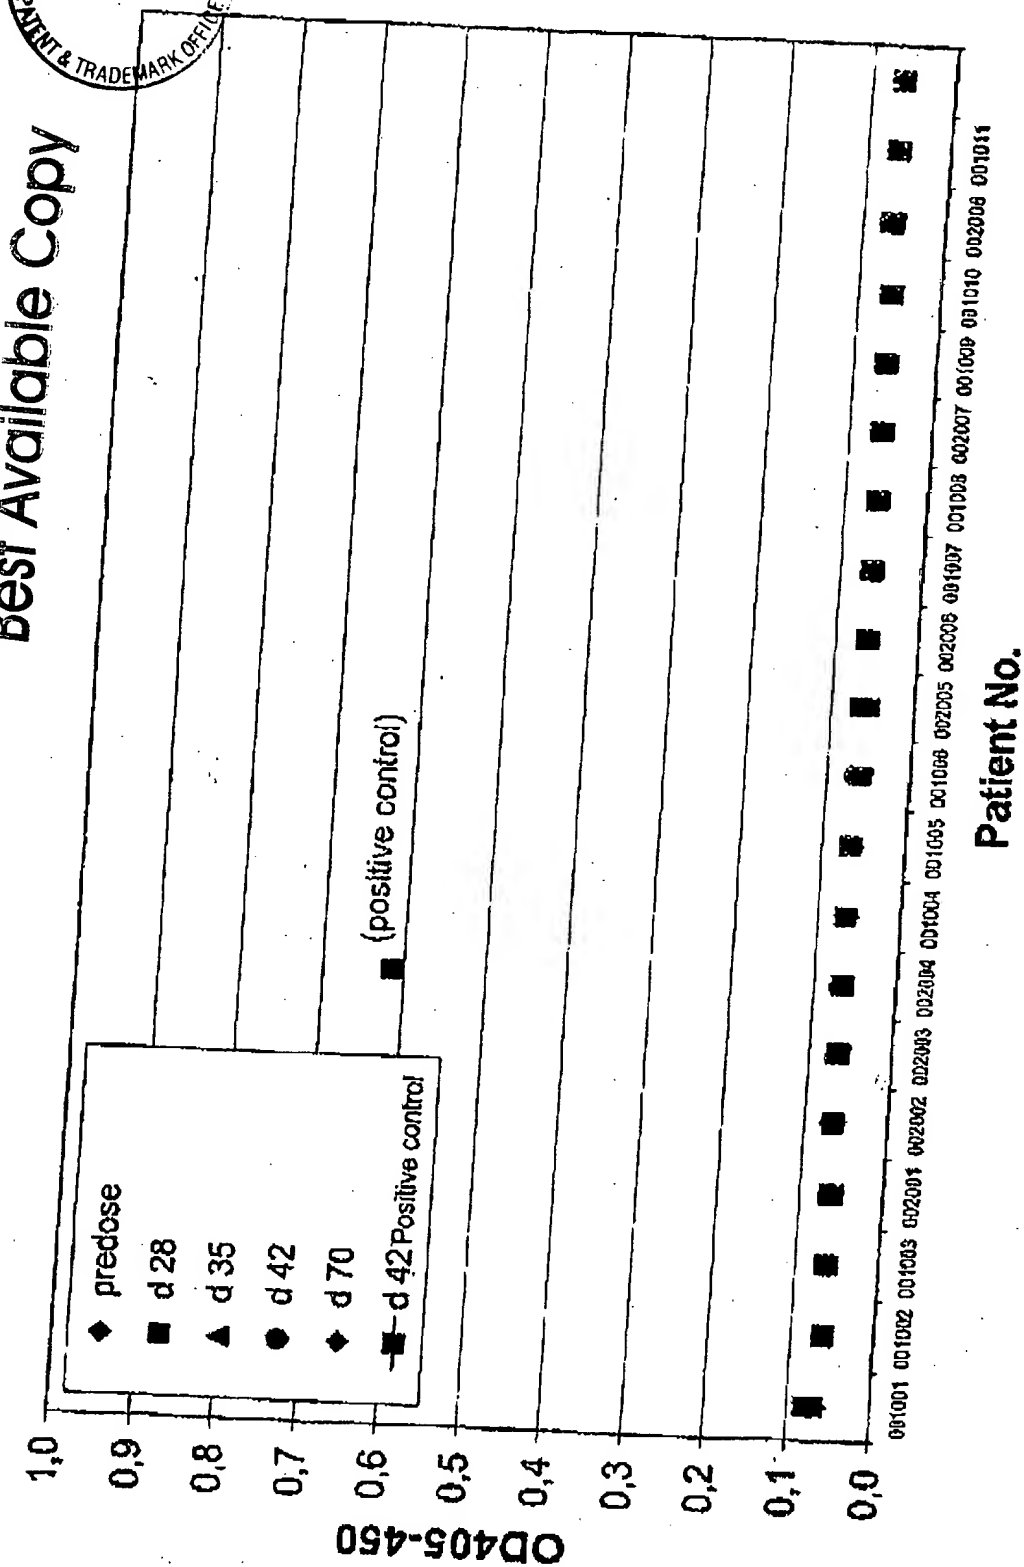 PATENT & TRADEMARK OFFICE
Best Available Copy
OD405-450
1,0
0,9
0,8
0,7
0,6
0,5
0,4
0,3
0,2
0,1
0,0
predose
d 28
d 35
d 42
d 70
d 42 Positive control
(positive control)
001001 001002 001003 002001 002002 002003 002004 001004 001005 001006 002005 002006 001007 001008 002007 001009 001010 002008 001011
Patient No.